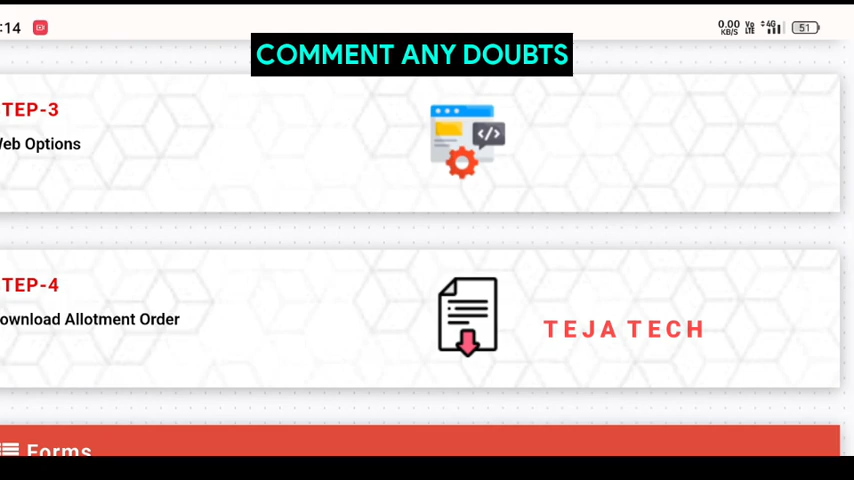 :14
0.00 KB/S Vo LTE 4G 51
COMMENT ANY DOUBTS
TEP-3
Veb Options
</>
TEP-4
ownload Allotment Order
TEJA TECH
Forms